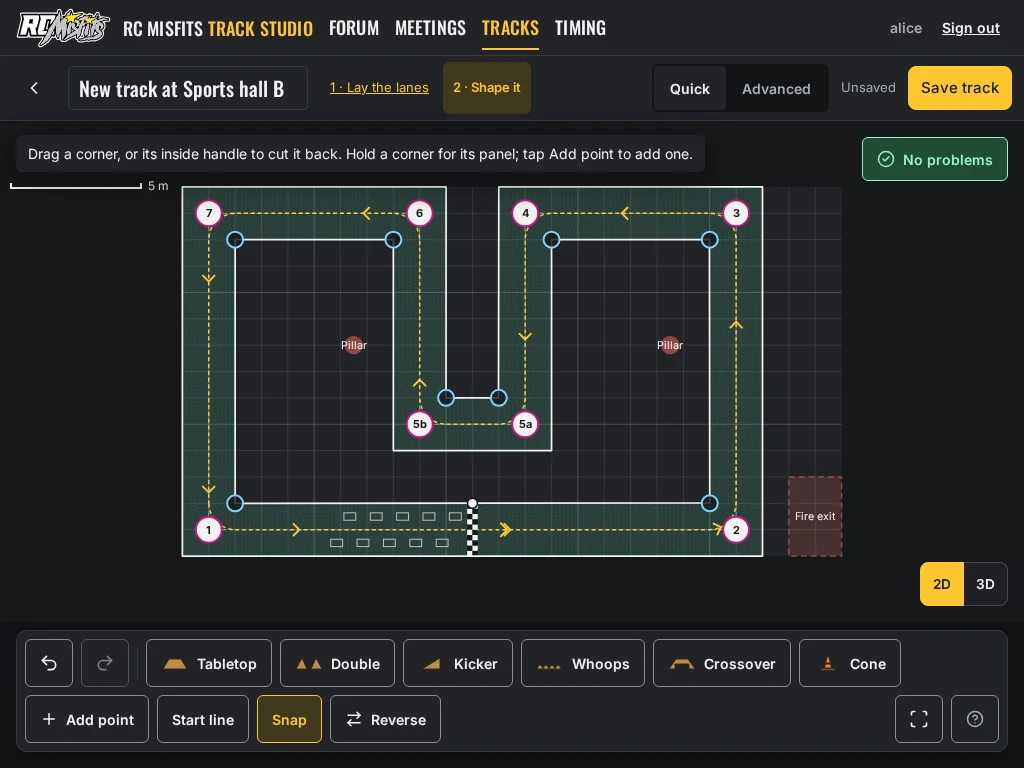 RC Misfits
RC MISFITS TRACK STUDIO
FORUM
MEETINGS
TRACKS
TIMING
alice
Sign out
New track at Sports hall B
1 · Lay the lanes
2 · Shape it
Quick
Advanced
Unsaved
Save track
Drag a corner, or its inside handle to cut it back. Hold a corner for its panel; tap Add point to add one.
No problems
5 m
7
6
4
3
Pillar
Pillar
5b
5a
1
2
Fire exit
2D
3D
Tabletop
Double
Kicker
Whoops
Crossover
Cone
Add point
Start line
Snap
Reverse